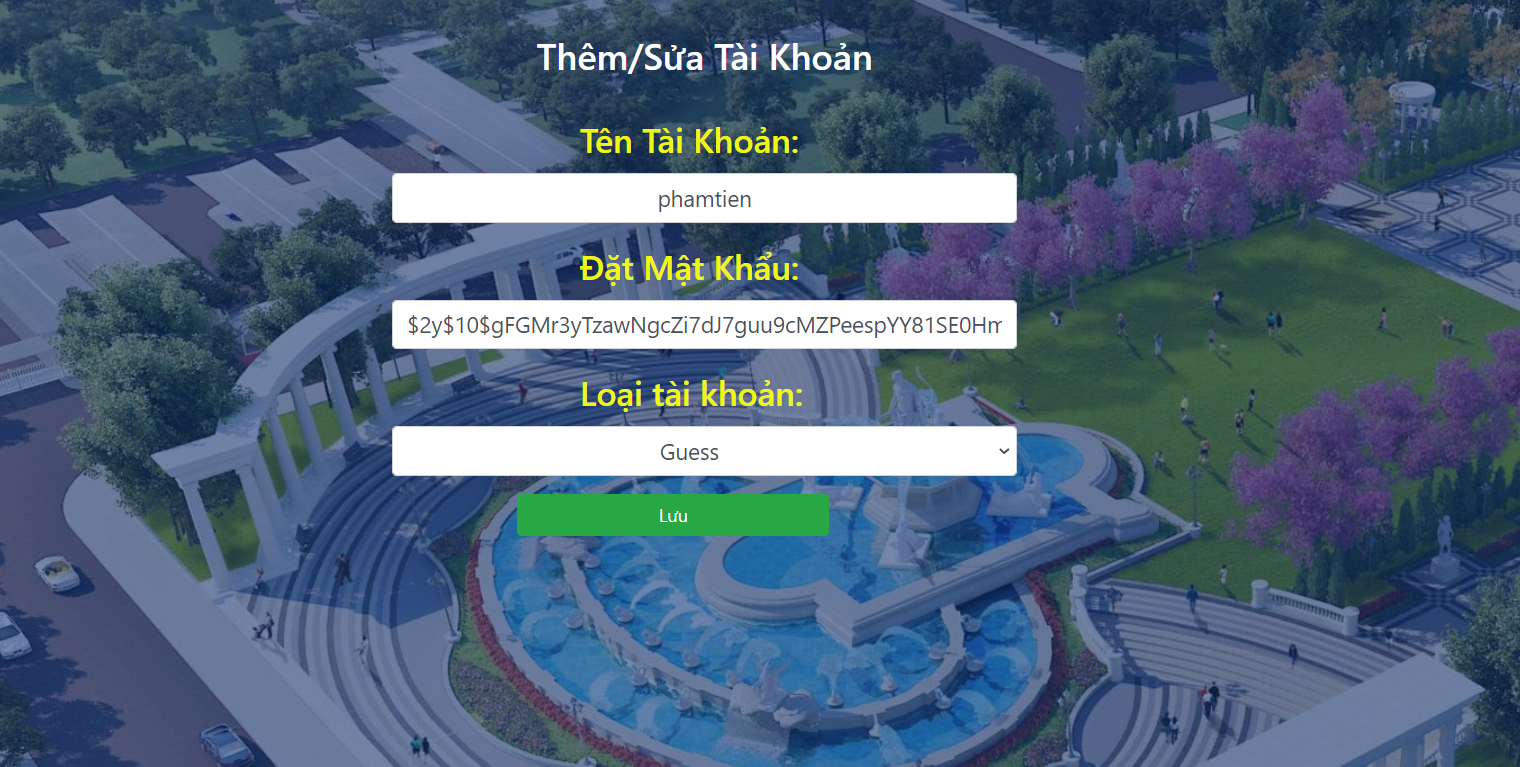 Thêm/Sửa Tài Khoản
Tên Tài Khoản:
phamtien
Đặt Mật Khẩu:
$2y$10$gFGMr3yTzawNgcZi7dJ7guu9cMZPeespYY81SE0Hm
Loại tài khoản:
Guess
Lưu